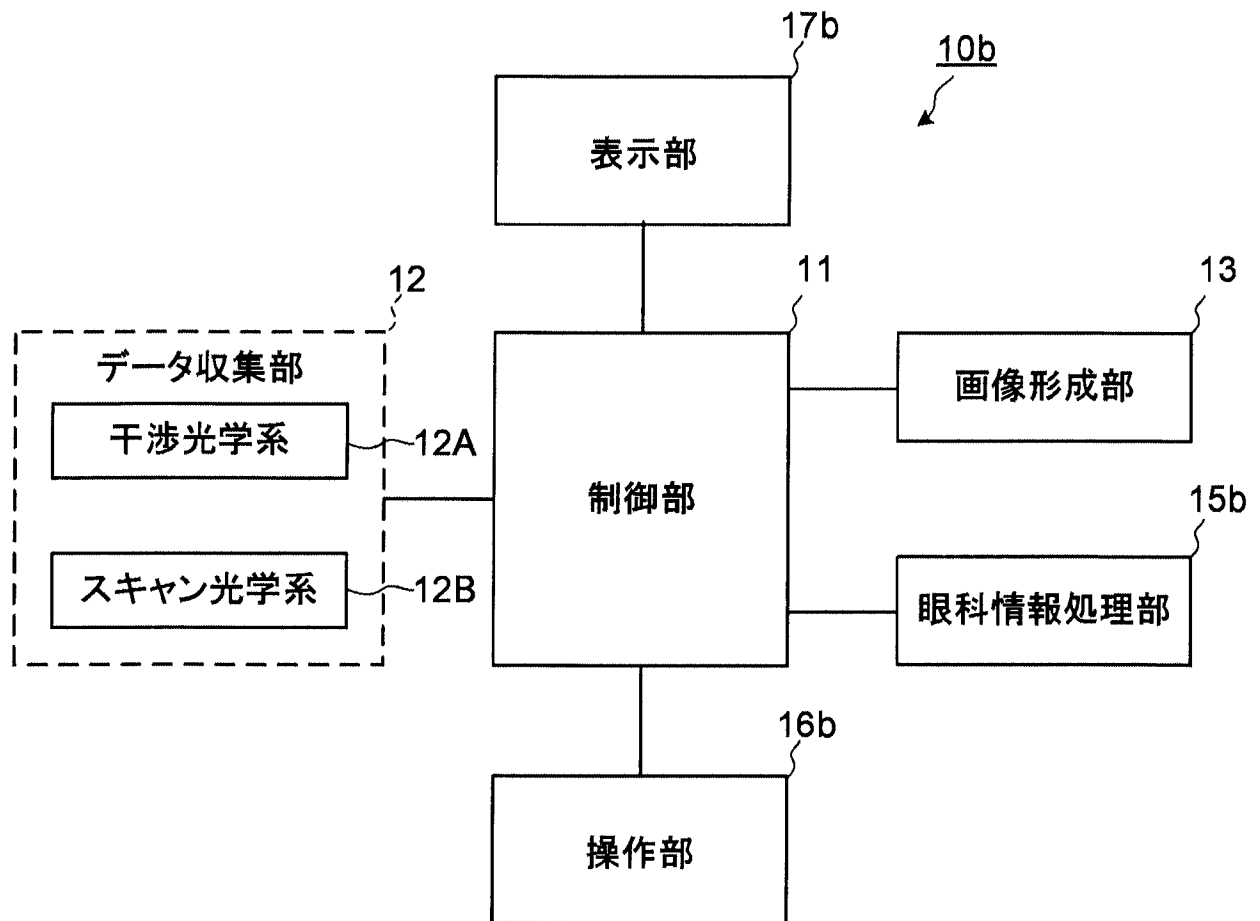 17b
10b
表示部
12
11
13
データ収集部
画像形成部
干渉光学系
12A
制御部
15b
スキャン光学系
12B
眼科情報処理部
16b
操作部